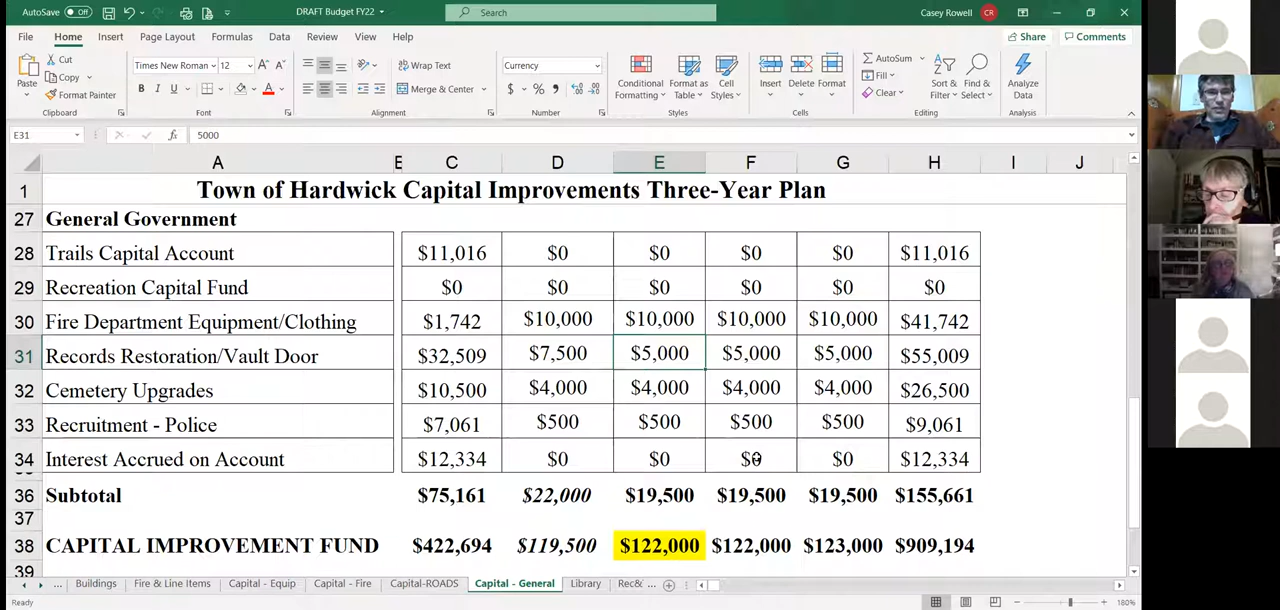 AutoSave Off DRAFT Budget FY22 Search Casey Rowell CR
File Home Insert Page Layout Formulas Data Review View Help Share Comments
Paste Cut Copy Format Painter Clipboard
Times New Roman 12 A A B I U A Font
Wrap Text Merge & Center Alignment
Currency $ % , Number
Conditional Formatting Format as Table Cell Styles Styles
Insert Delete Format Cells
AutoSum Fill Clear Sort & Filter Find & Select Editing
Analyze Data Analysis
E31 fx 5000
A C D E F G H I J
1 Town of Hardwick Capital Improvements Three-Year Plan
27 General Government
28 Trails Capital Account $11,016 $0 $0 $0 $0 $11,016
29 Recreation Capital Fund $0 $0 $0 $0 $0 $0
30 Fire Department Equipment/Clothing $1,742 $10,000 $10,000 $10,000 $10,000 $41,742
31 Records Restoration/Vault Door $32,509 $7,500 $5,000 $5,000 $5,000 $55,009
32 Cemetery Upgrades $10,500 $4,000 $4,000 $4,000 $4,000 $26,500
33 Recruitment - Police $7,061 $500 $500 $500 $500 $9,061
34 Interest Accrued on Account $12,334 $0 $0 $0 $0 $12,334
36 Subtotal $75,161 $22,000 $19,500 $19,500 $19,500 $155,661
37
38 CAPITAL IMPROVEMENT FUND $422,694 $119,500 $122,000 $122,000 $123,000 $909,194
39
... Buildings Fire & Line Items Capital - Equip Capital - Fire Capital-ROADS Capital - General Library Rec& ...
Ready 180%